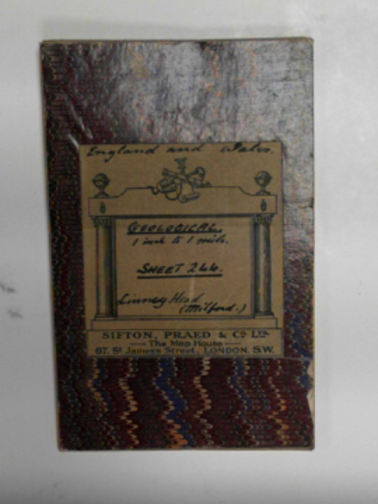 England and Wales.
GEOLOGICAL.
1 inch to 1 mile.
SHEET 244.
Linney Head
(Milford.)
SIFTON, PRAED & Co. LTD.
The Map House
67, St James's Street, LONDON. S.W.